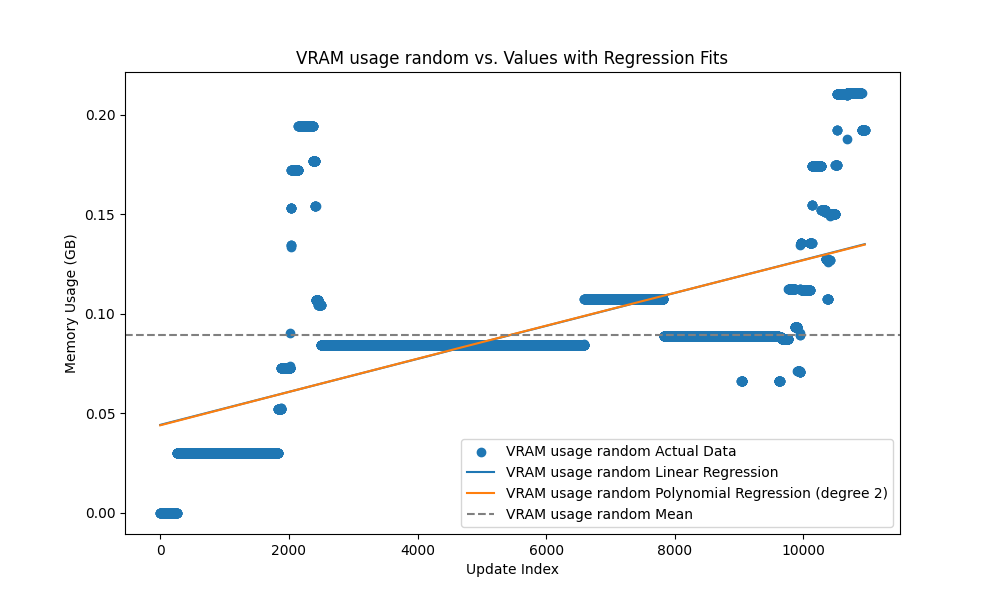 VRAM usage random vs. Values with Regression Fits
Memory Usage (GB)
0.20
0.15
0.10
0.05
0.00
VRAM usage random Actual Data
VRAM usage random Linear Regression
VRAM usage random Polynomial Regression (degree 2)
VRAM usage random Mean
0 2000 4000 6000 8000 10000
Update Index